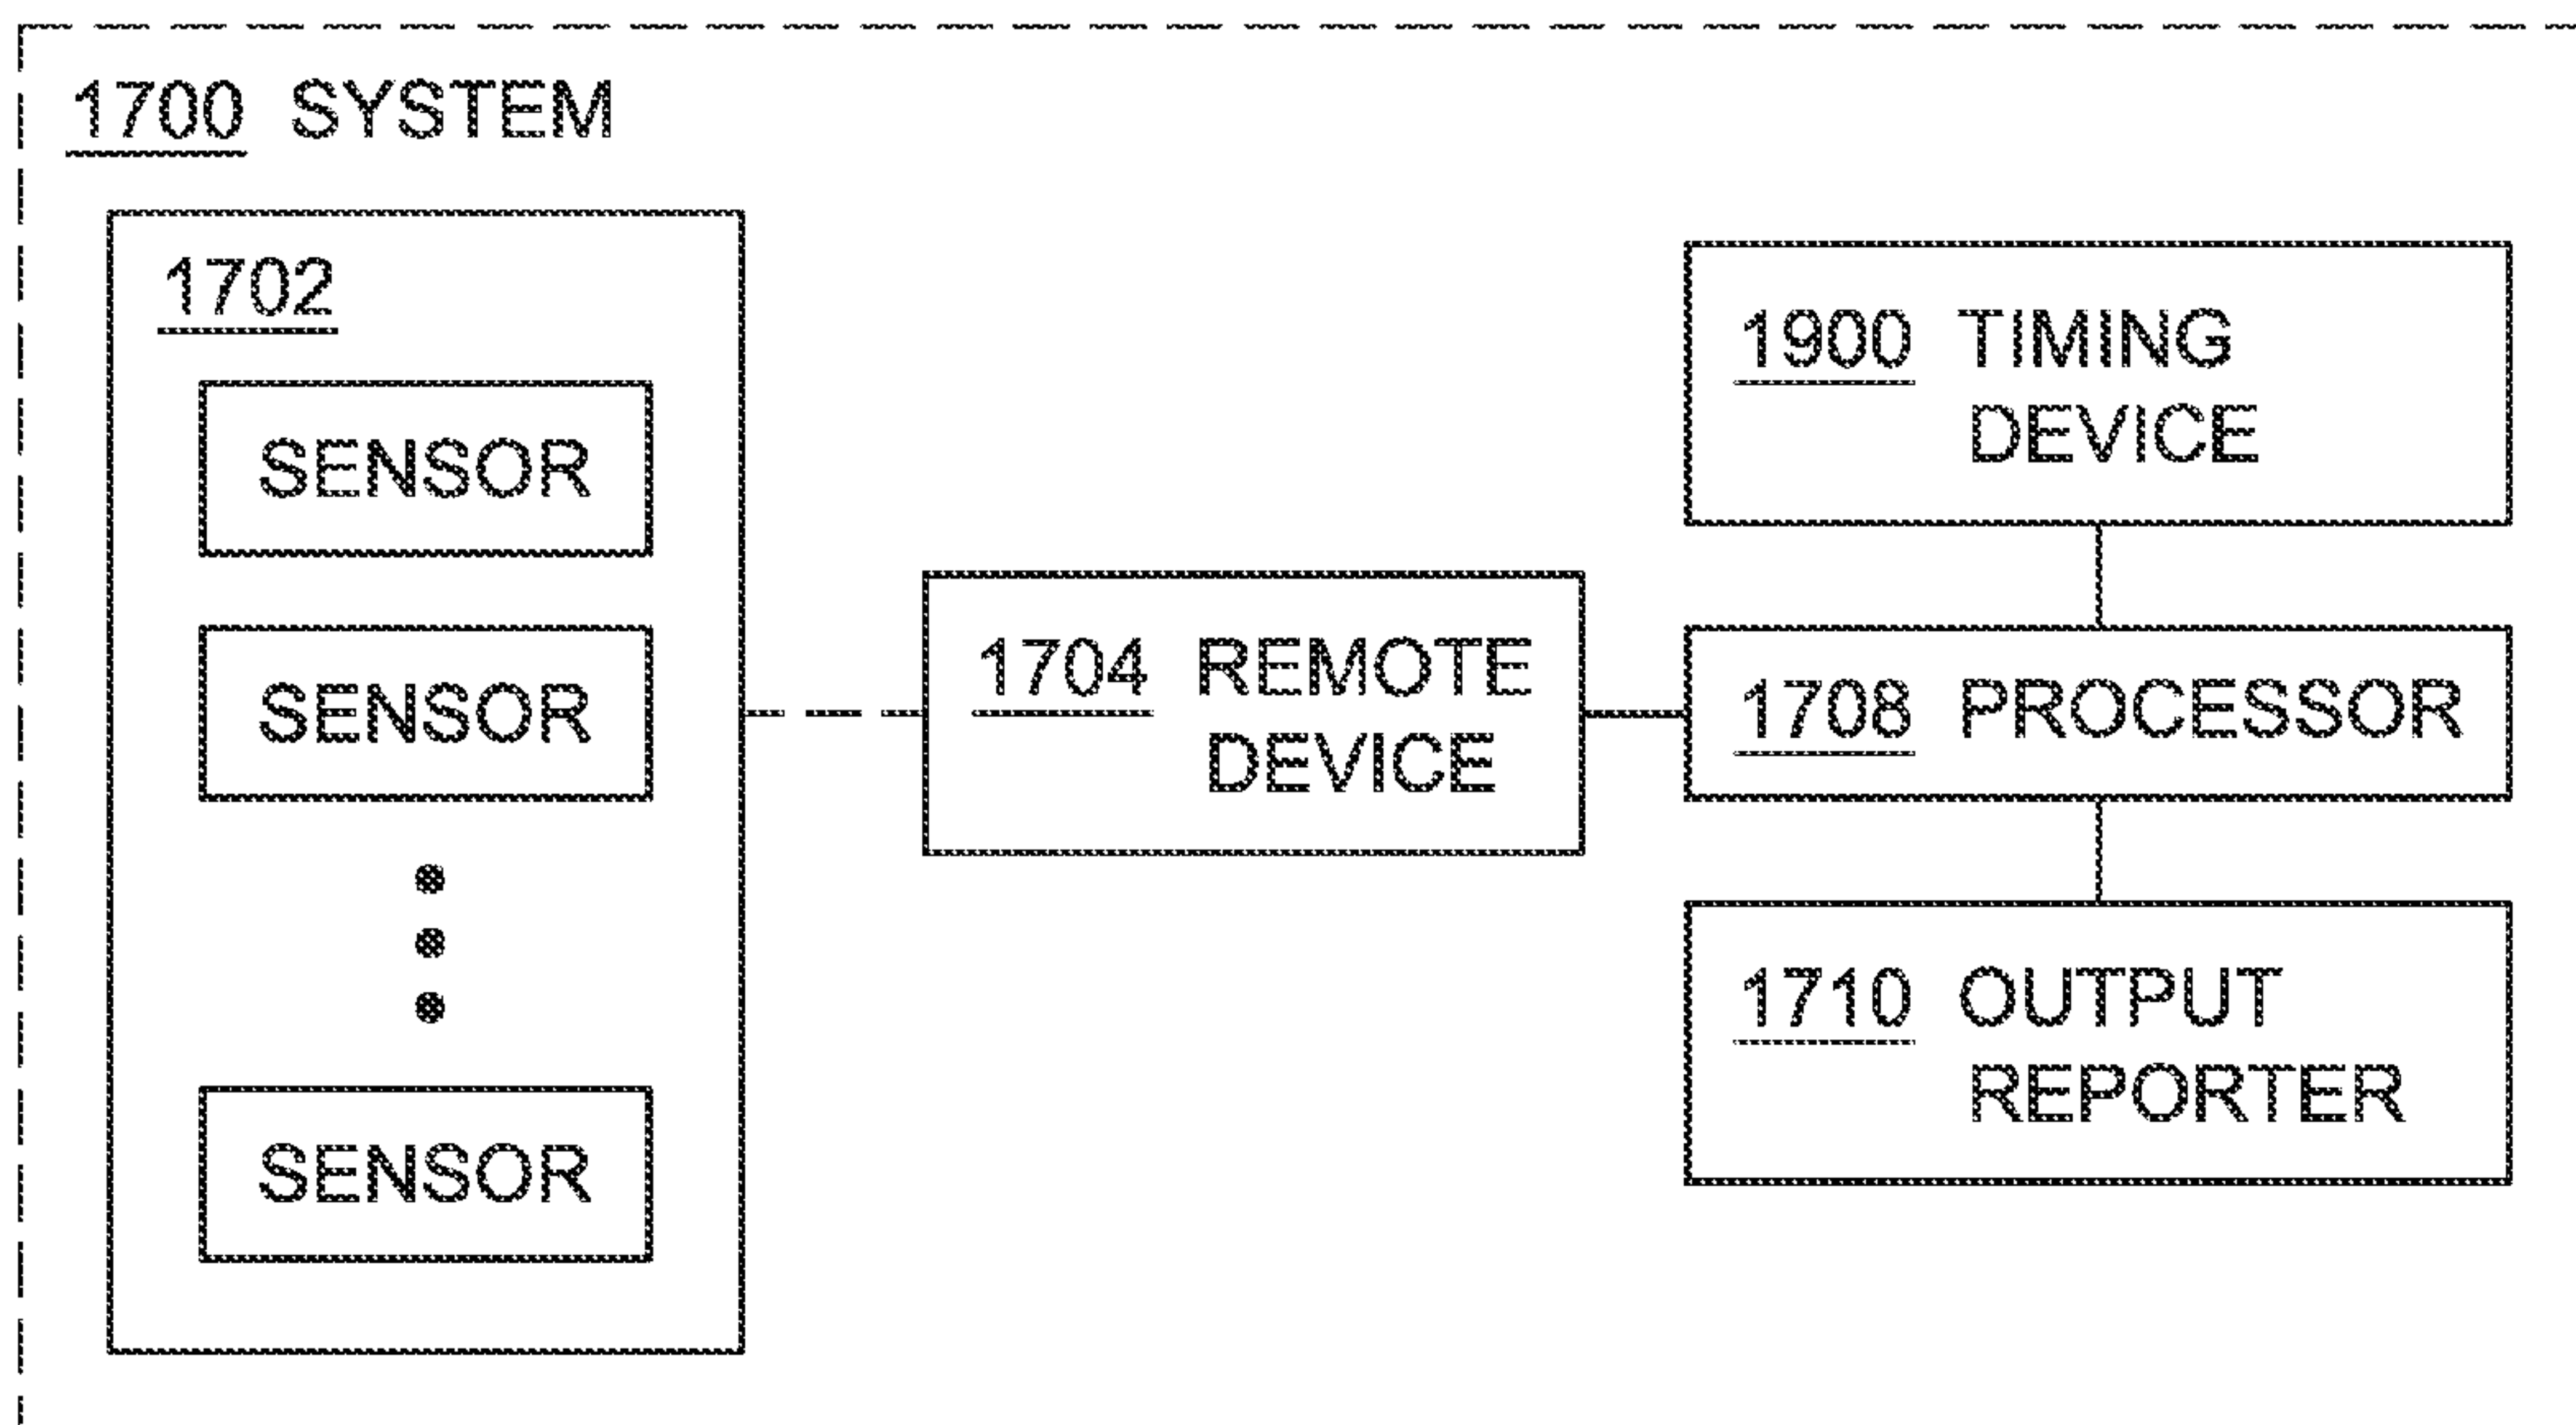 1700 SYSTEM
1702
SENSOR
SENSOR
SENSOR
1704 REMOTE
DEVICE
1900 TIMING
DEVICE
1708 PROCESSOR
1710 OUTPUT
REPORTER